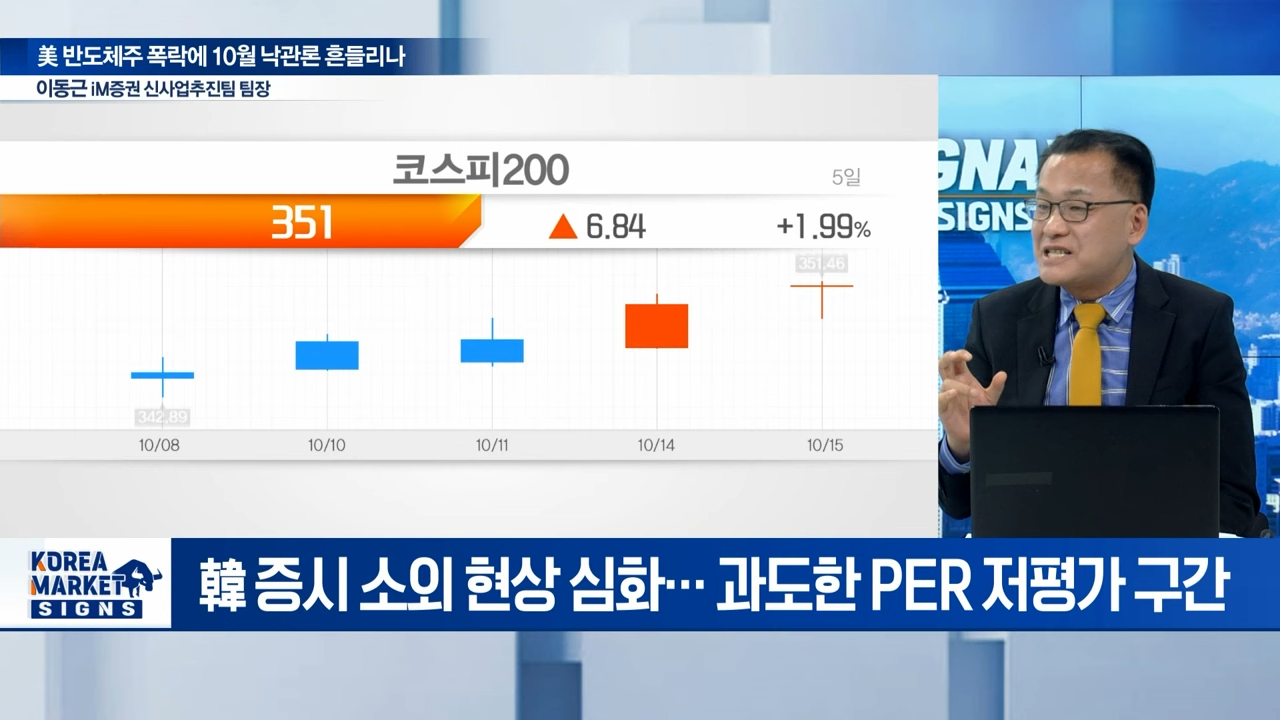 美 반도체주 폭락에 10월 낙관론 흔들리나
이동근 iM증권 신사업추진팀 팀장
코스피200
5일
351
▲ 6.84
+1.99%
351.46
342.89
10/08
10/10
10/11
10/14
10/15
GNA
SIGNS
KOREA
MARKET
SIGNS
韓 증시 소외 현상 심화… 과도한 PER 저평가 구간